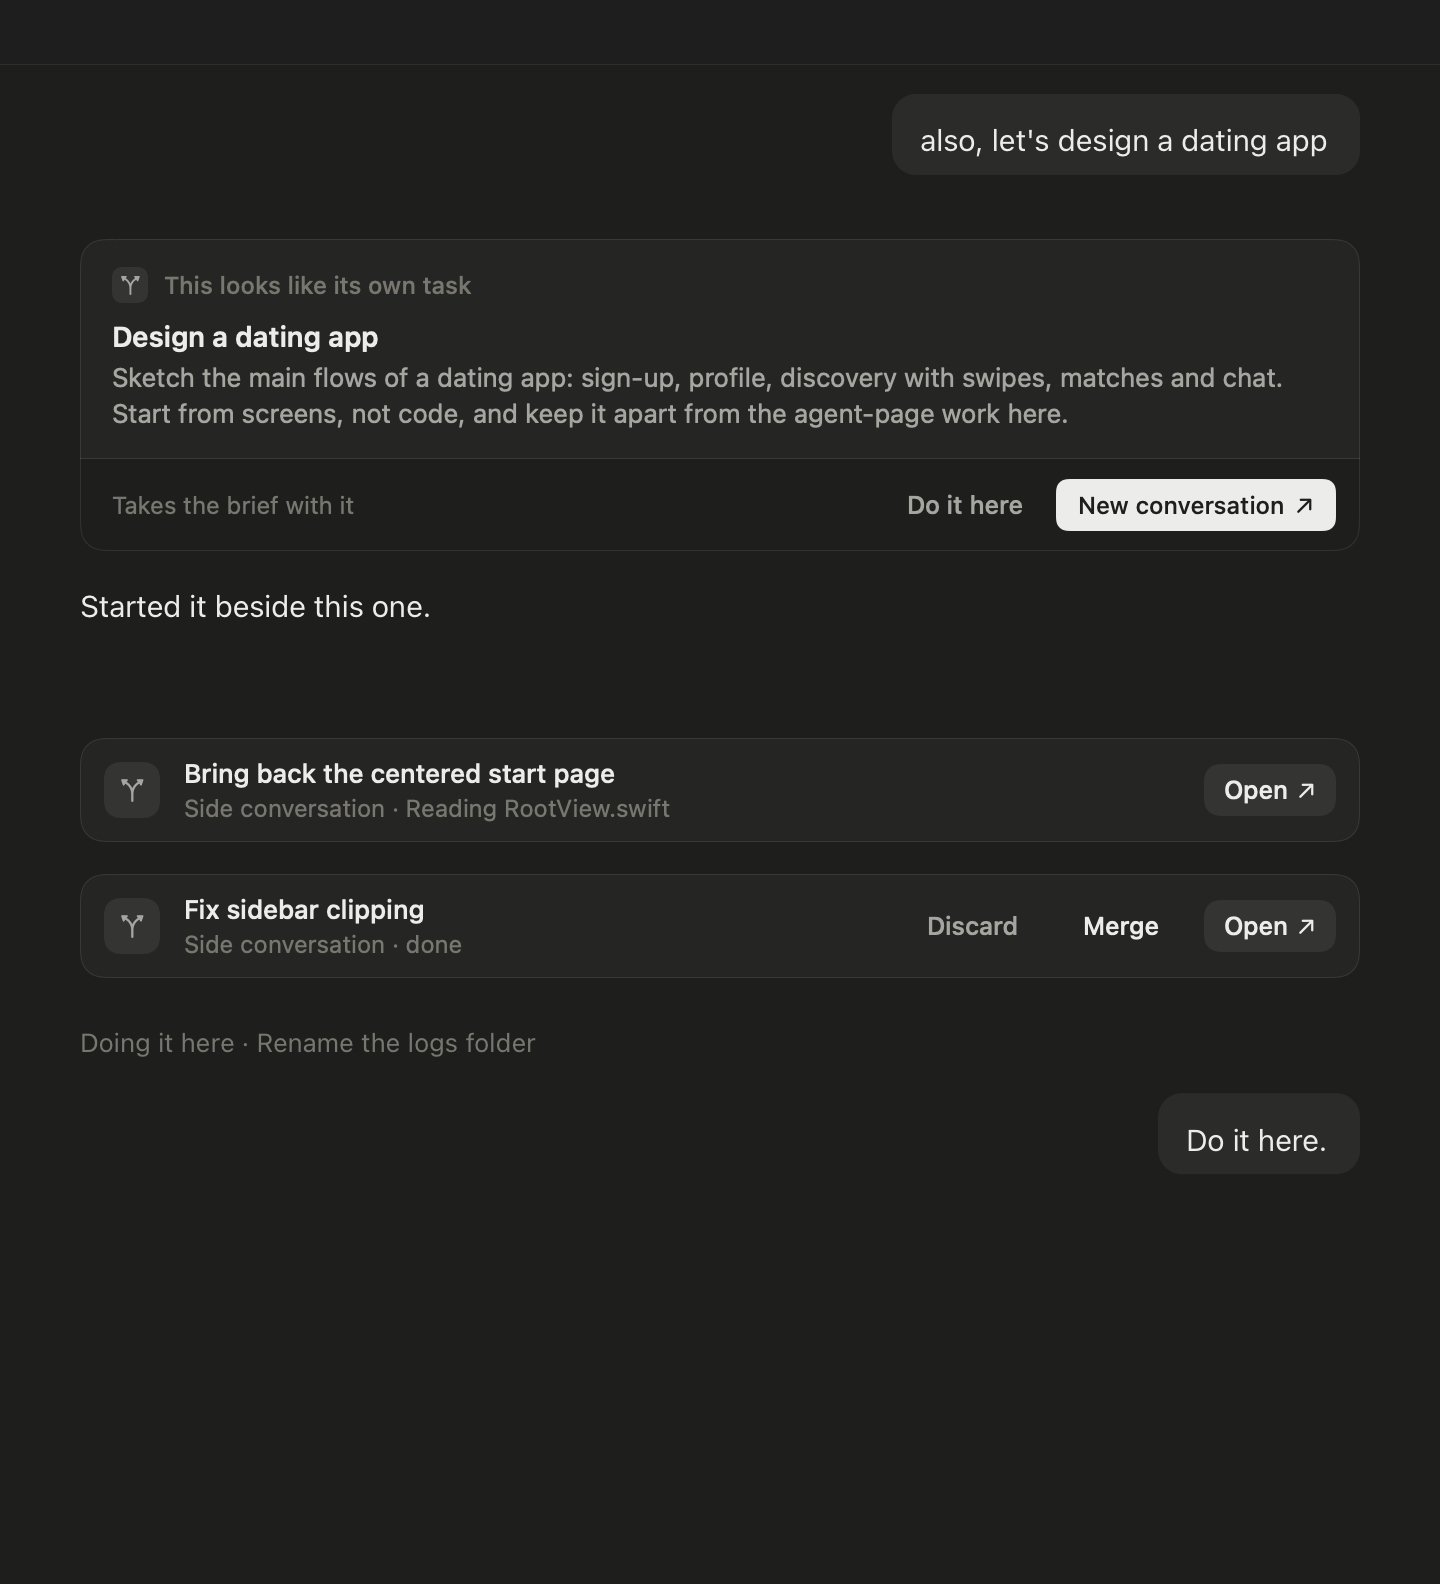 also, let's design a dating app
This looks like its own task
Design a dating app
Sketch the main flows of a dating app: sign-up, profile, discovery with swipes, matches and chat.
Start from screens, not code, and keep it apart from the agent-page work here.
Takes the brief with it
Do it here
New conversation
Started it beside this one.
Bring back the centered start page
Side conversation · Reading RootView.swift
Open
Fix sidebar clipping
Side conversation · done
Discard
Merge
Open
Doing it here · Rename the logs folder
Do it here.